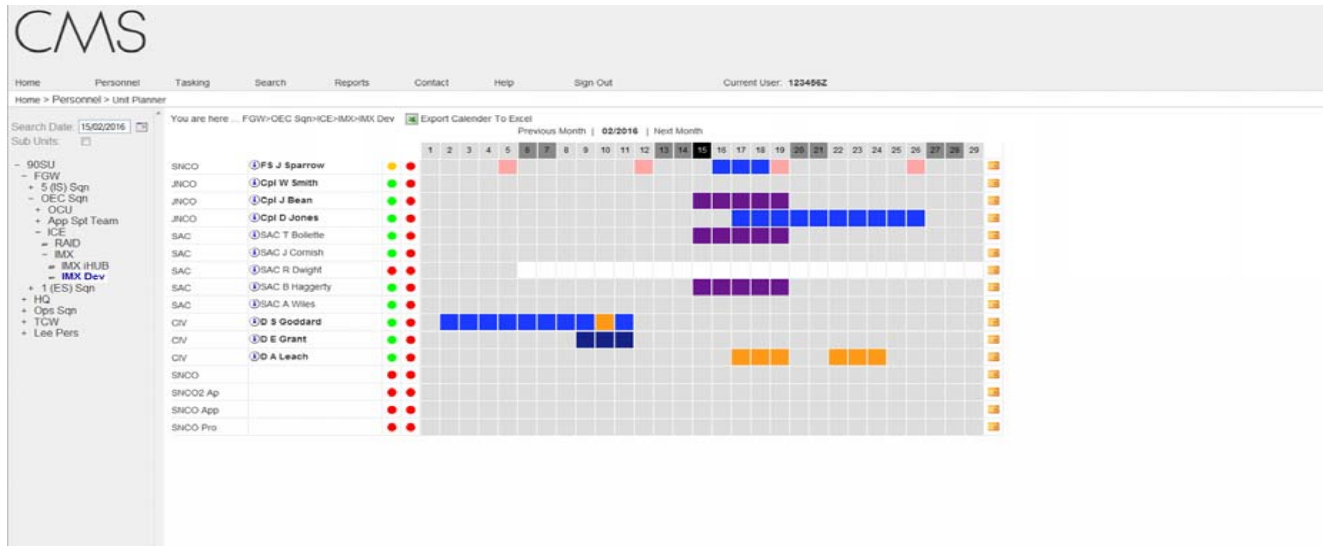 CMS
Home Personnel Tasking Search Reports Contact Help Sign Out Current User: 123456Z
Home > Personnel > Unit Planner
Search Date: 15/02/2016
Sub Units:
- 90SU
- FGW
+ 5 (IS) Sqn
- OEC Sqn
+ OCU
+ App Spt Team
- ICE
RAID
- IMX
IMX iHUB
IMX Dev
+ 1 (ES) Sqn
+ HQ
+ Ops Sqn
+ TCW
+ Lee Pers
You are here ... FGW>OEC Sqn>ICE>IMX>IMX Dev Export Calender To Excel
Previous Month | 02/2016 | Next Month
1 2 3 4 5 6 7 8 9 10 11 12 13 14 15 16 17 18 19 20 21 22 23 24 25 26 27 28 29
SNCO FS J Sparrow
JNCO Cpl W Smith
JNCO Cpl J Bean
JNCO Cpl D Jones
SAC SAC T Bollette
SAC SAC J Cornish
SAC SAC R Dwight
SAC SAC B Haggerty
SAC SAC A Wiles
CIV D S Goddard
CIV D E Grant
CIV D A Leach
SNCO
SNCO2 Ap
SNCO App
SNCO Pro